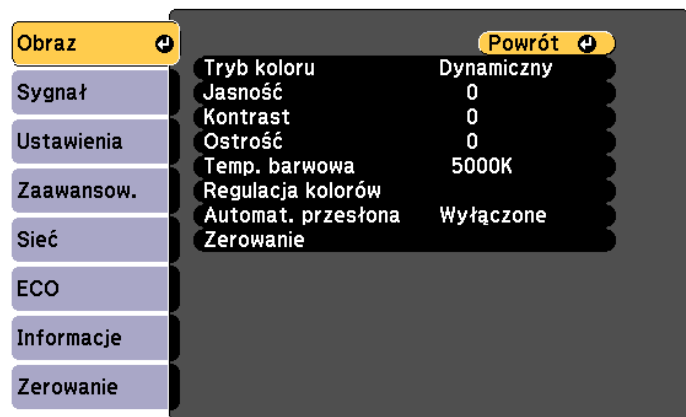 Obraz
Sygnał
Ustawienia
Zaawansow.
Sieć
ECO
Informacje
Zerowanie
Powrót
Tryb koloru Dynamiczny
Jasność 0
Kontrast 0
Ostrość 0
Temp. barwowa 5000K
Regulacja kolorów
Automat. przesłona Wyłączone
Zerowanie